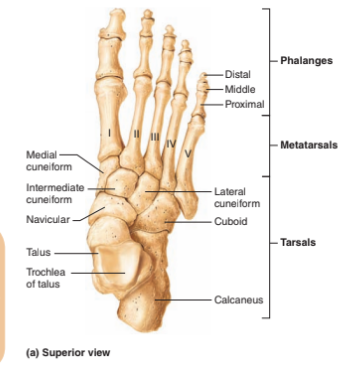 Phalanges
Distal
Middle
Proximal
I
II
III
IV
V
Metatarsals
Medial
cuneiform
Intermediate
cuneiform
Navicular
Lateral
cuneiform
Cuboid
Tarsals
Talus
Trochlea
of talus
Calcaneus
(a) Superior view